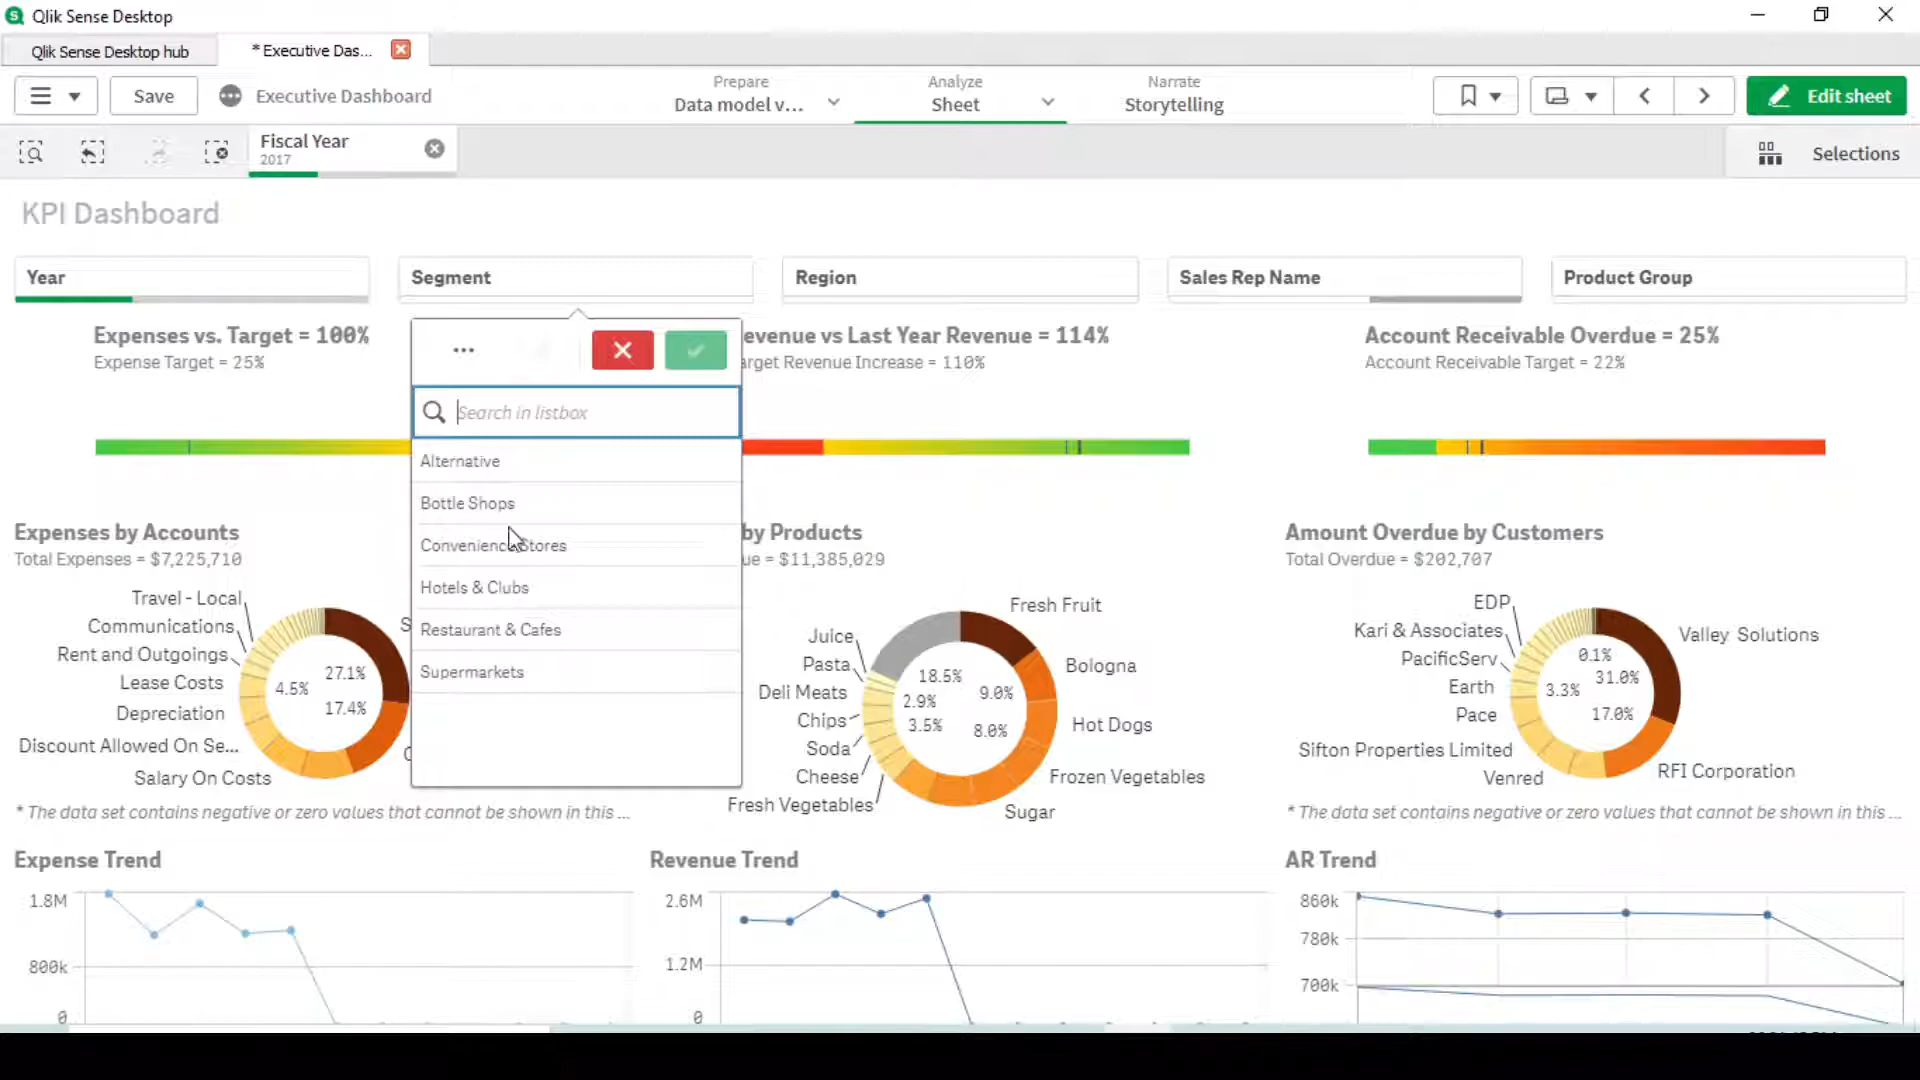 Qlik Sense Desktop
Qlik Sense Desktop hub
* Executive Das...
Save
Executive Dashboard
Prepare
Data model v...
Analyze
Sheet
Narrate
Storytelling
Edit sheet
Fiscal Year
2017
Selections
KPI Dashboard
Year
Segment
Region
Sales Rep Name
Product Group
Expenses vs. Target = 100%
Expense Target = 25%
evenue vs Last Year Revenue = 114%
arget Revenue Increase = 110%
Account Receivable Overdue = 25%
Account Receivable Target = 22%
Search in listbox
Alternative
Bottle Shops
Convenience Stores
Hotels & Clubs
Restaurant & Cafes
Supermarkets
Expenses by Accounts
Total Expenses = $7,225,710
Travel - Local
Communications
Rent and Outgoings
Lease Costs
Depreciation
Discount Allowed On Se...
Salary On Costs
27.1%
4.5%
17.4%
* The data set contains negative or zero values that cannot be shown in this ...
by Products
ue = $11,385,029
Fresh Fruit
Bologna
Hot Dogs
Frozen Vegetables
Sugar
Juice
Pasta
Deli Meats
Chips
Soda
Cheese
Fresh Vegetables
18.5%
2.9%
9.0%
3.5%
8.0%
Amount Overdue by Customers
Total Overdue = $202,707
EDP
Kari & Associates
PacificServ
Earth
Pace
Sifton Properties Limited
Venred
Valley Solutions
RFI Corporation
0.1%
31.0%
3.3%
17.0%
* The data set contains negative or zero values that cannot be shown in this ...
Expense Trend
1.8M
800k
0
Revenue Trend
2.6M
1.2M
0
AR Trend
860k
780k
700k